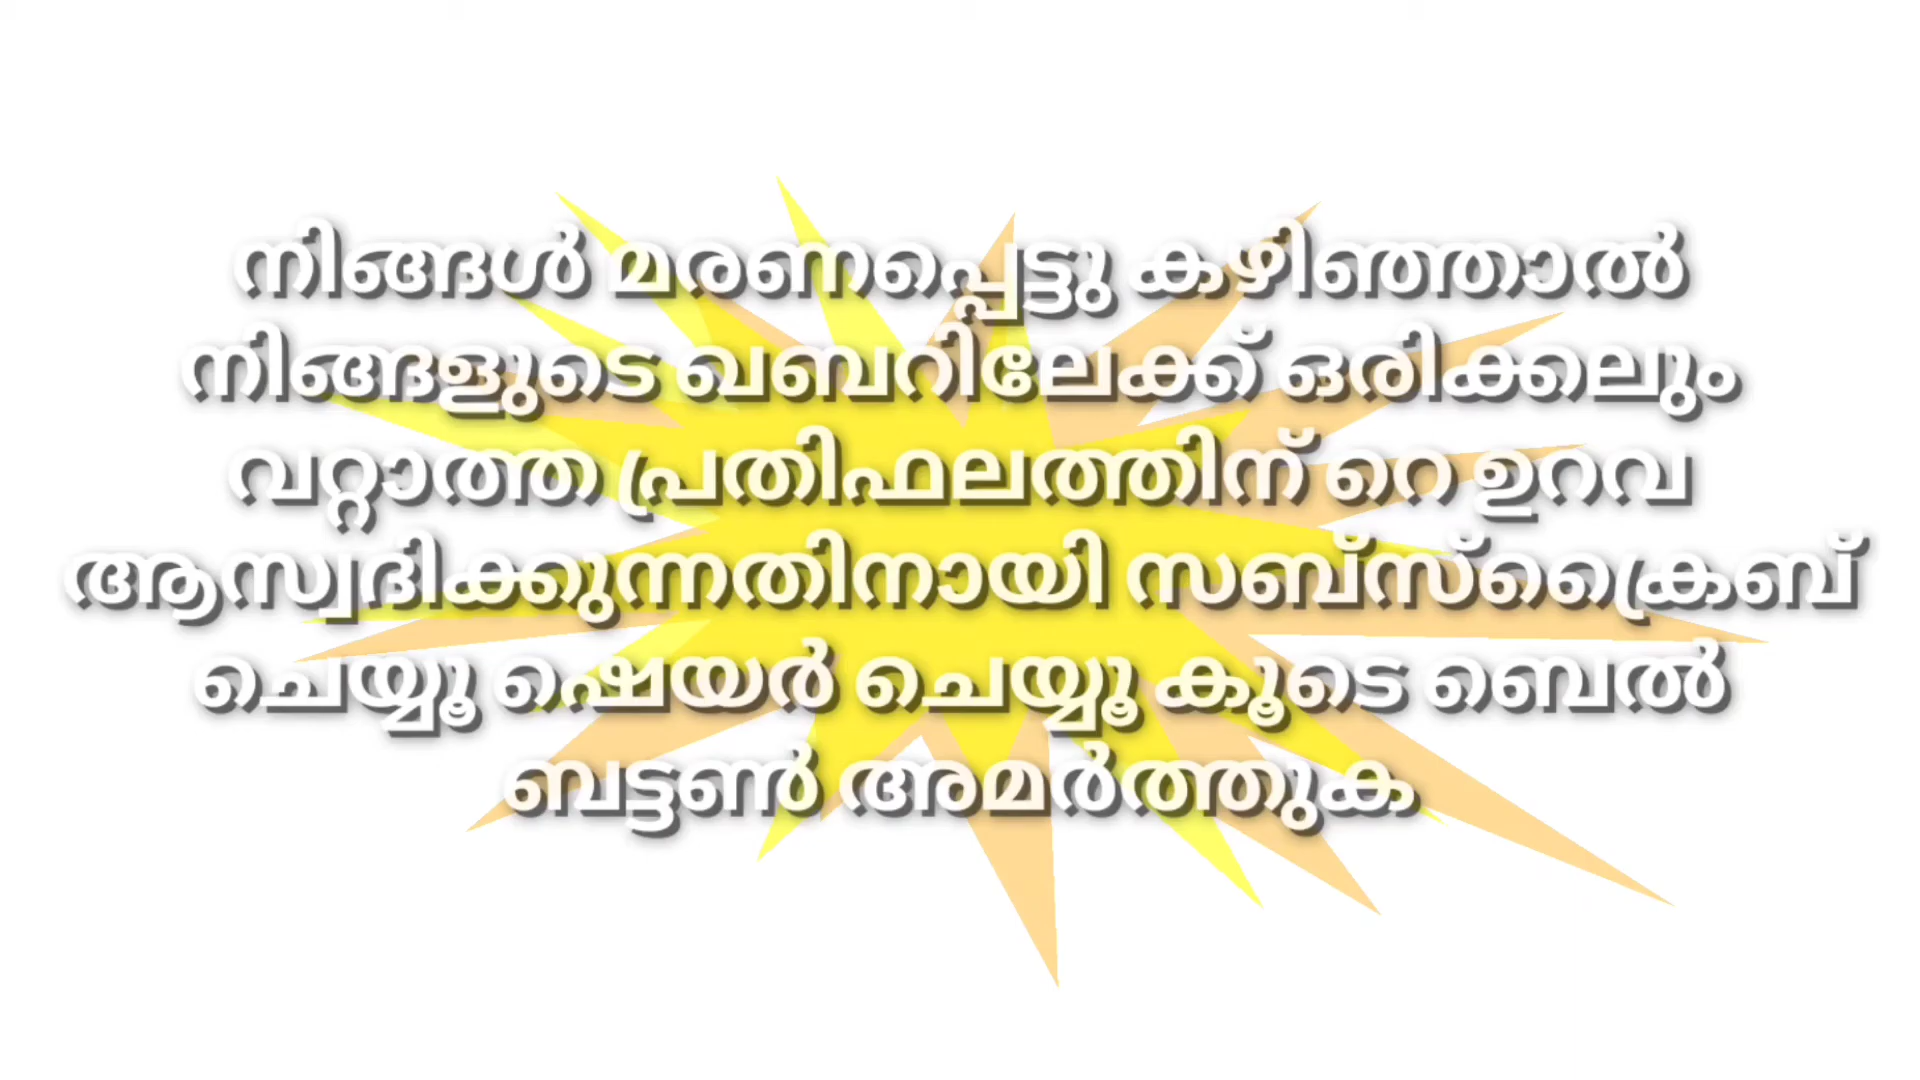 നിങ്ങൾ മരണപ്പെട്ടു കഴിഞ്ഞാൽ
നിങ്ങളുടെ ഖബറിലേക്ക് ഒരിക്കലും
വറ്റാത്ത പ്രതിഫലത്തിന് റെ ഉറവ
ആസ്വദിക്കുന്നതിനായി സബ്സ്ക്രൈബ്
ചെയ്യൂ ഷെയർ ചെയ്യൂ കൂടെ ബെൽ
ബട്ടൺ അമർത്തുക